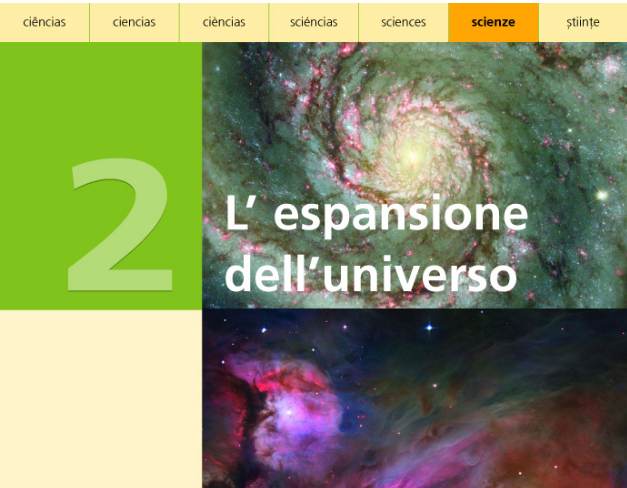 ciências ciencias ciències sciéncias sciences scienze științe
2
L' espansione
dell'universo